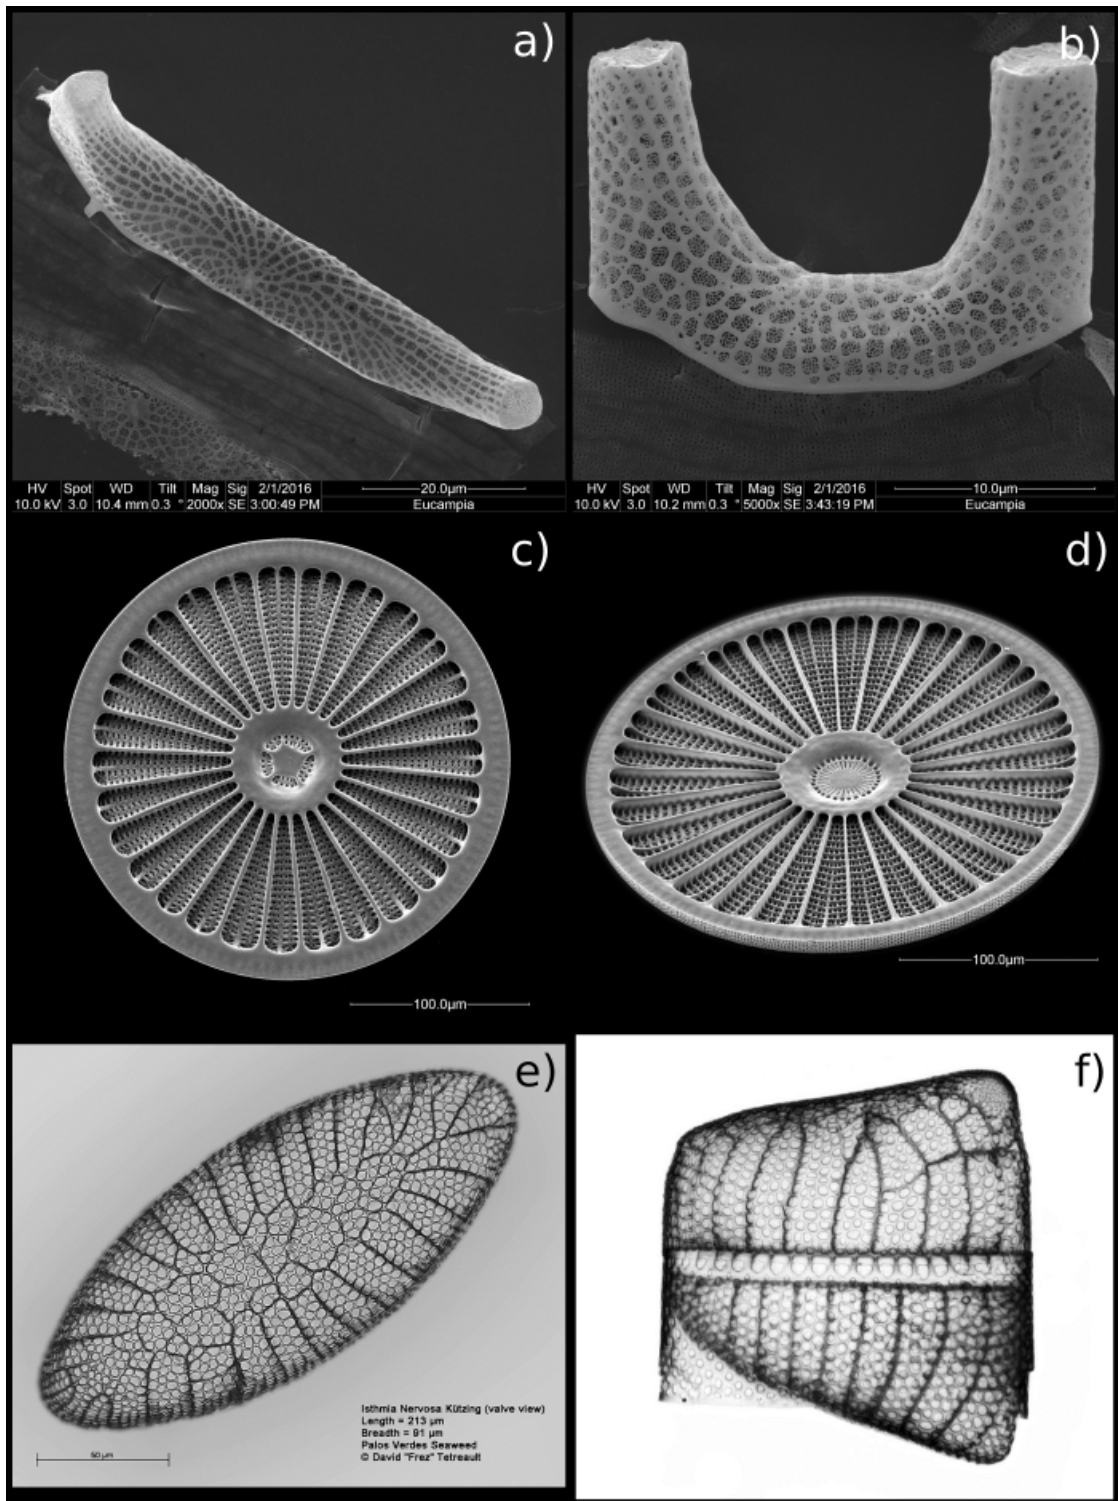 a)
b)
HV Spot WD Tilt Mag Sig 2/1/2016 20.0µm
10.0 kV 3.0 10.4 mm 0.3 ° 2000x SE 3:00:49 PM Eucampia
HV Spot WD Tilt Mag Sig 2/1/2016 10.0µm
10.0 kV 3.0 10.2 mm 0.3 ° 5000x SE 3:43:19 PM Eucampia
c)
d)
100.0µm
100.0µm
e)
f)
Isthmia Nervosa Kützing (valve view)
Length = 213 µm
Breadth = 91 µm
Palos Verdes Seaweed
© David "Frez" Tetreault
50 µm